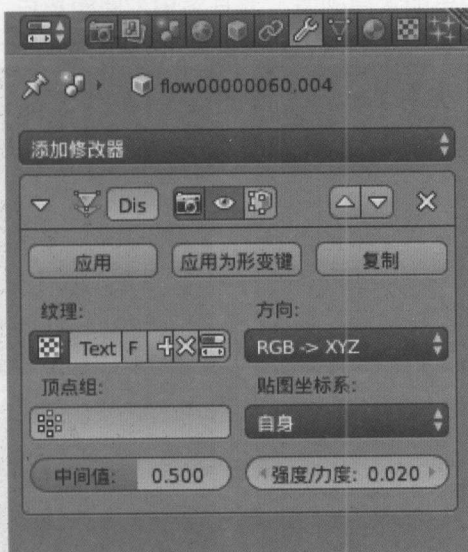 flow00000060.004
添加修改器
Dis
应用 应用为形变键 复制
纹理: 方向:
Text F RGB -> XYZ
顶点组: 贴图坐标系:
自身
中间值: 0.500 强度/力度: 0.020